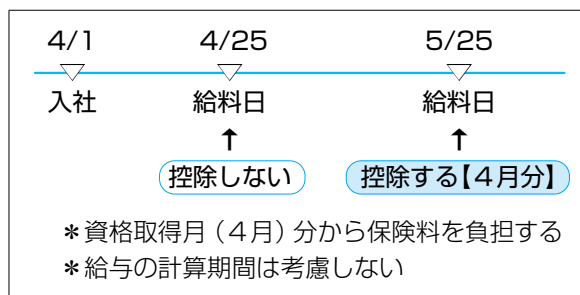 4/1 4/25 5/25
入社 給料日 給料日
↑ ↑
控除しない 控除する【4月分】
＊資格取得月（4月）分から保険料を負担する
＊給与の計算期間は考慮しない